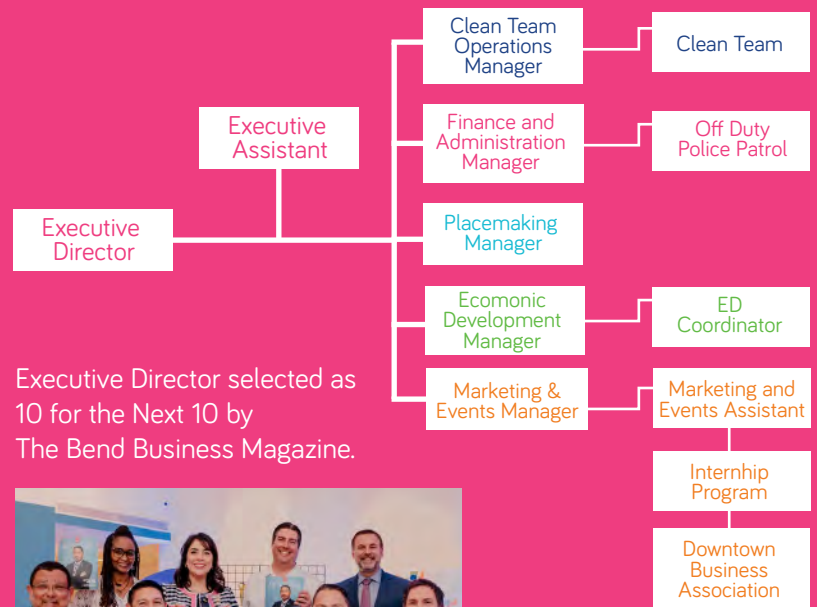 Clean Team
Operations
Manager
Clean Team
Executive
Assistant
Finance and
Administration
Manager
Off Duty
Police Patrol
Executive
Director
Placemaking
Manager
Ecomonic
Development
Manager
ED
Coordinator
Executive Director selected as
10 for the Next 10 by
The Bend Business Magazine.
Marketing &
Events Manager
Marketing and
Events Assistant
Internhip
Program
Downtown
Business
Association